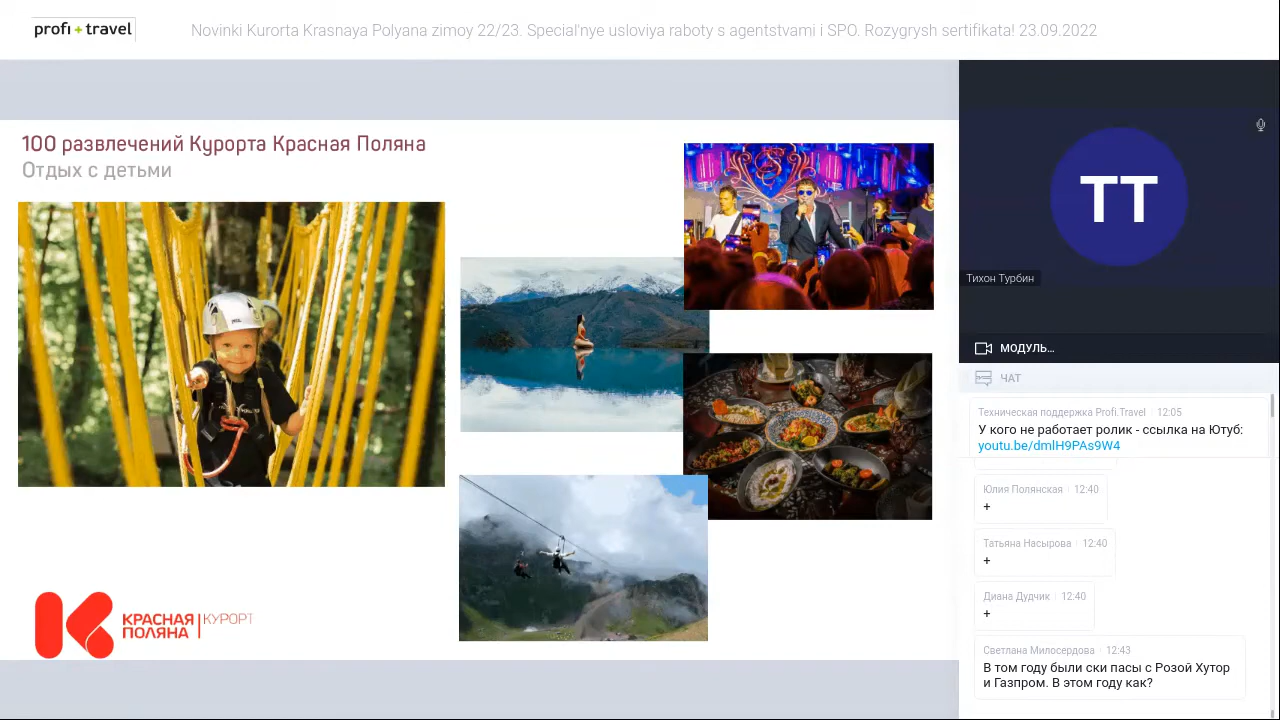 profi + travel
Novinki Kurorta Krasnaya Polyana zimoy 22/23. Special'nye usloviya raboty s agentstvami i SPO. Rozygrysh sertifikata! 23.09.2022
100 развлечений Курорта Красная Поляна
Отдых с детьми
КРАСНАЯ
ПОЛЯНА
КУРОРТ
ТТ
Тихон Турбин
МОДУЛЬ...
ЧАТ
Техническая поддержка Profi.Travel 12:05
У кого не работает ролик - ссылка на Ютуб:
youtu.be/dmlH9PAs9W4
Юлия Полянская 12:40
+
Татьяна Насырова 12:40
+
Диана Дудчик 12:40
+
Светлана Милосердова 12:43
В том году были ски пасы с Розой Хутор
и Газпром. В этом году как?